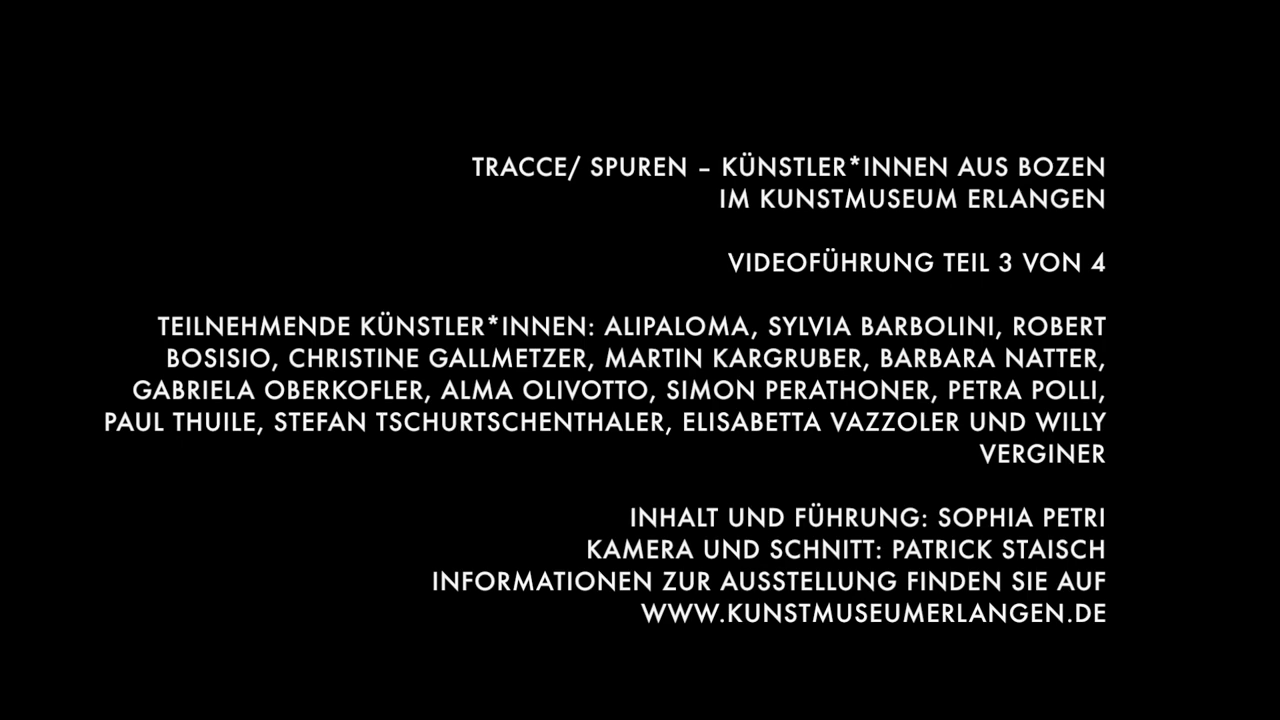 TRACCE/ SPUREN – KÜNSTLER*INNEN AUS BOZEN
IM KUNSTMUSEUM ERLANGEN
VIDEOFÜHRUNG TEIL 3 VON 4
TEILNEHMENDE KÜNSTLER*INNEN: ALIPALOMA, SYLVIA BARBOLINI, ROBERT
BOSISIO, CHRISTINE GALLMETZER, MARTIN KARGRUBER, BARBARA NATTER,
GABRIELA OBERKOFLER, ALMA OLIVOTTO, SIMON PERATHONER, PETRA POLLI,
PAUL THUILE, STEFAN TSCHURTSCHENTHALER, ELISABETTA VAZZOLER UND WILLY
VERGINER
INHALT UND FÜHRUNG: SOPHIA PETRI
KAMERA UND SCHNITT: PATRICK STAISCH
INFORMATIONEN ZUR AUSSTELLUNG FINDEN SIE AUF
WWW.KUNSTMUSEUMERLANGEN.DE